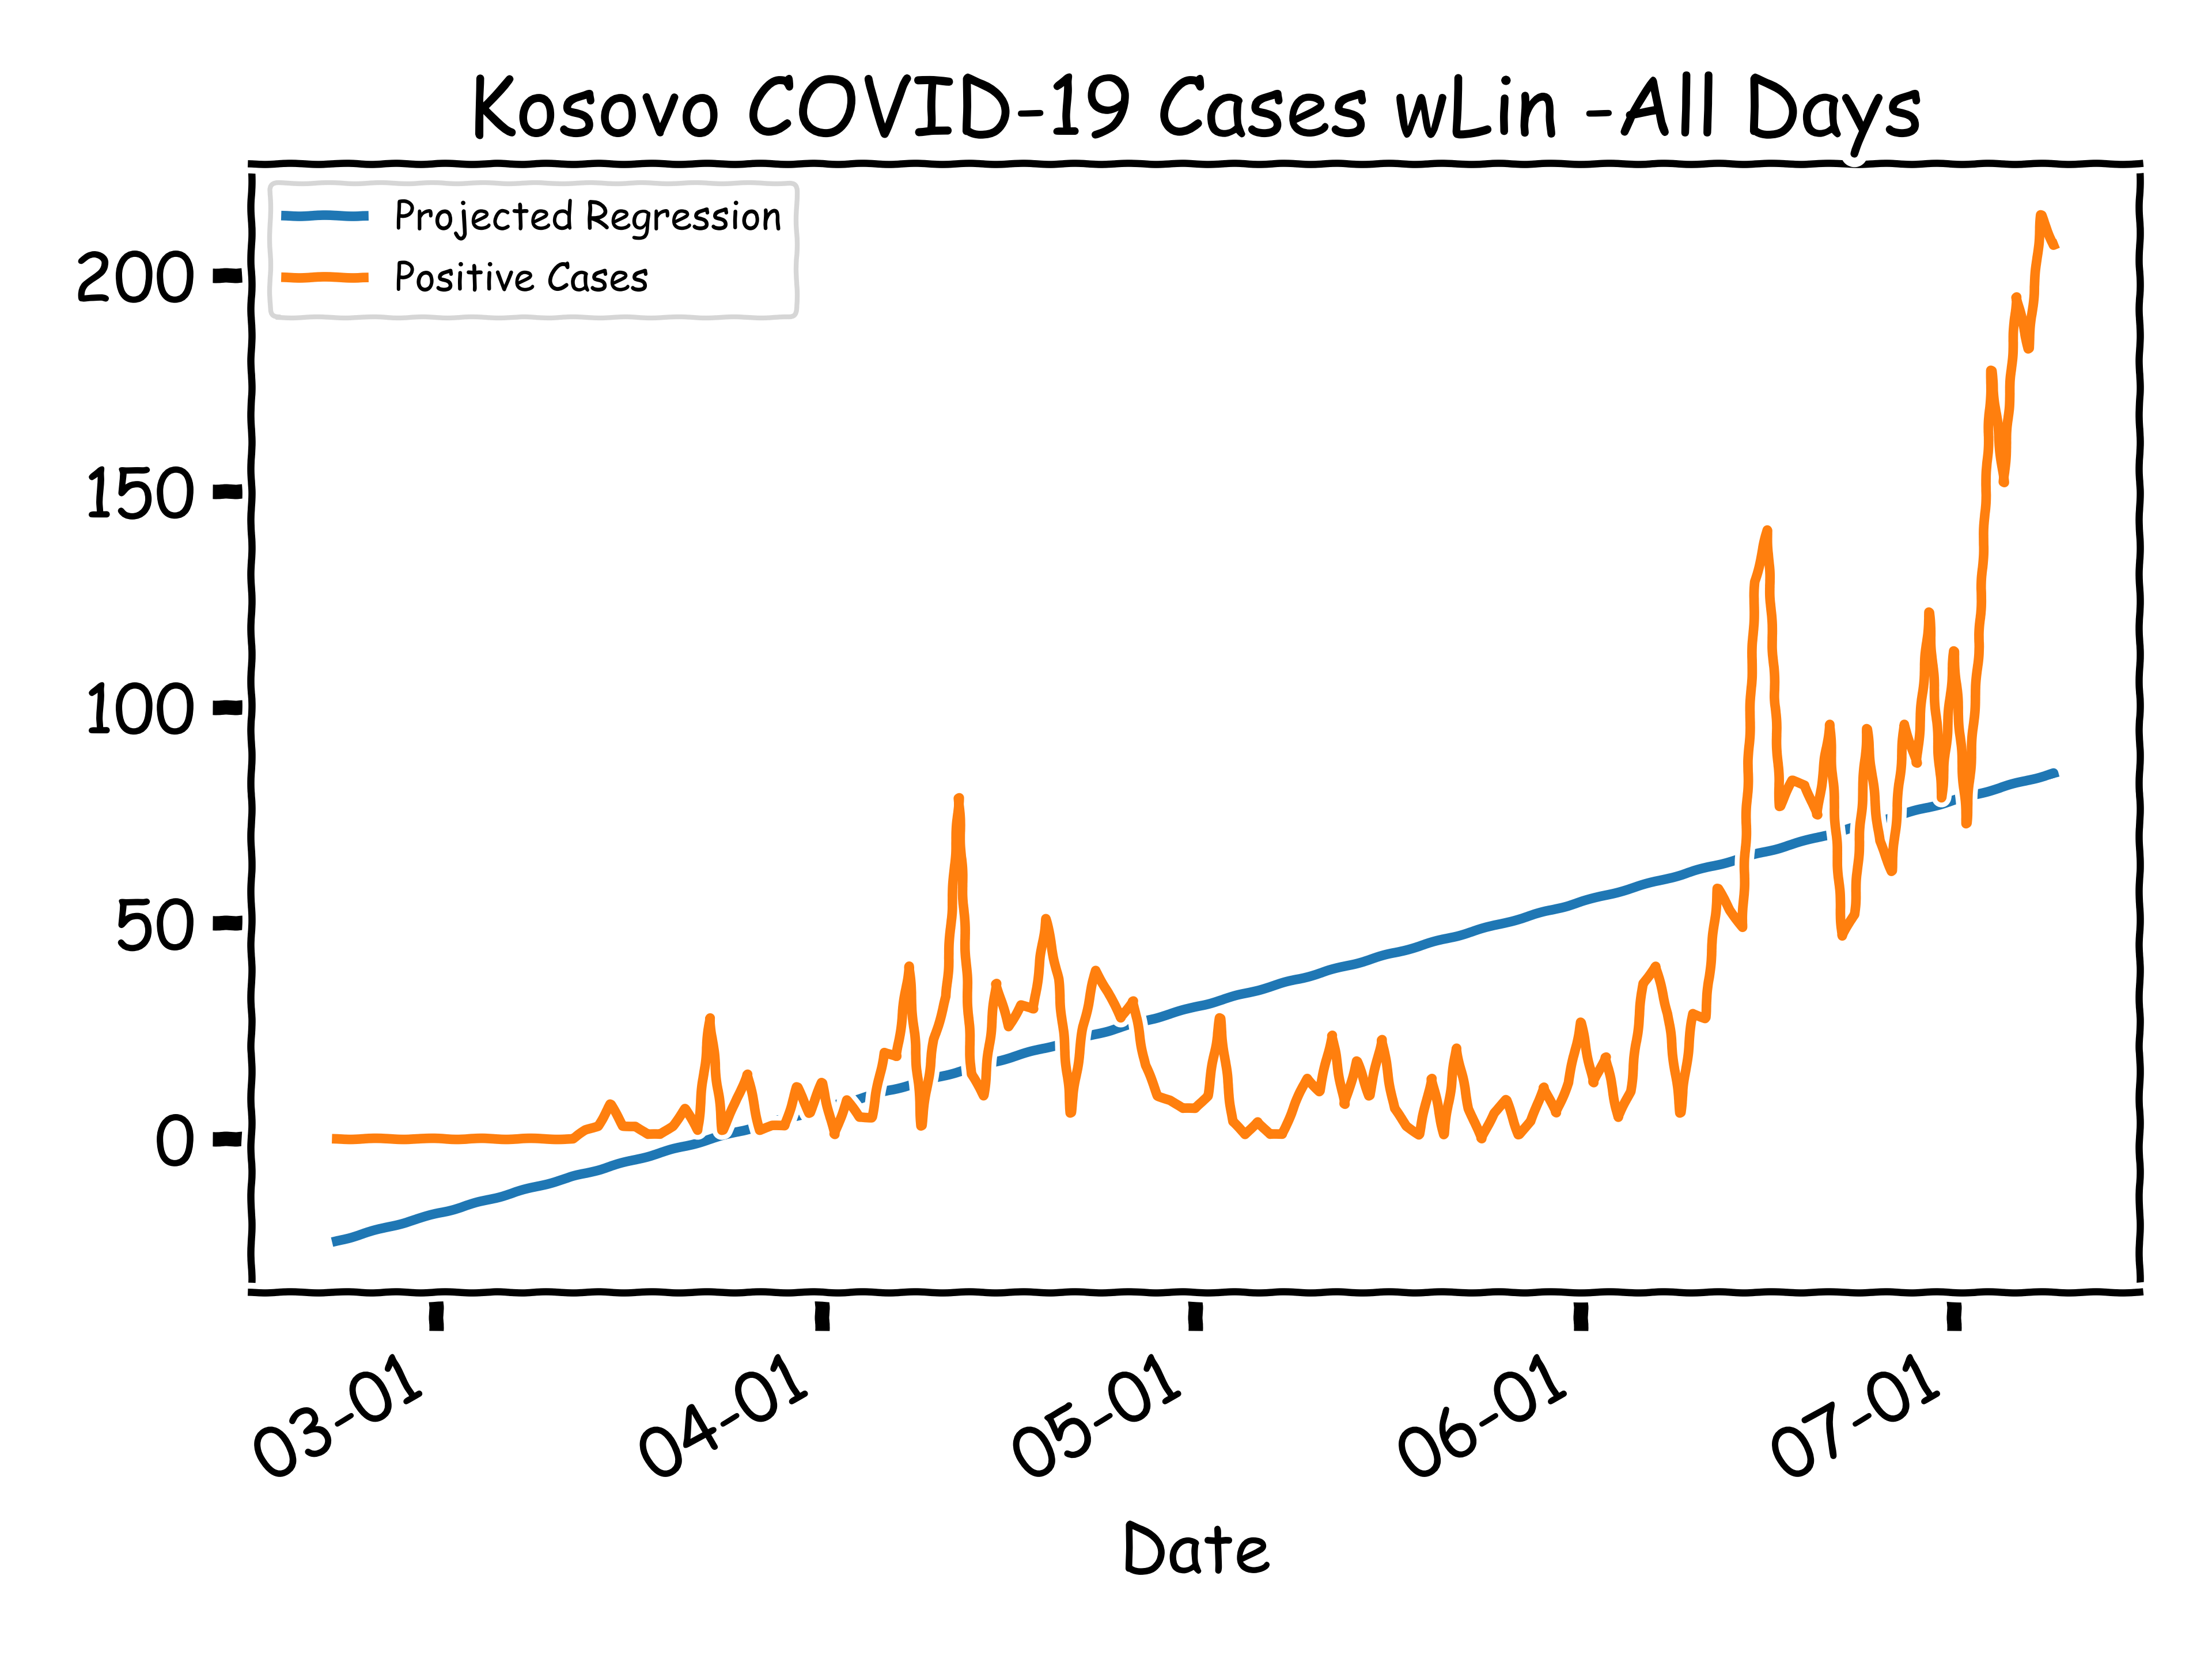 Kosovo COVID-19 Cases wLin -All Days
Projected Regression
Positive Cases
200
150
100
50
0
03-01
04-01
05-01
06-01
07-01
Date